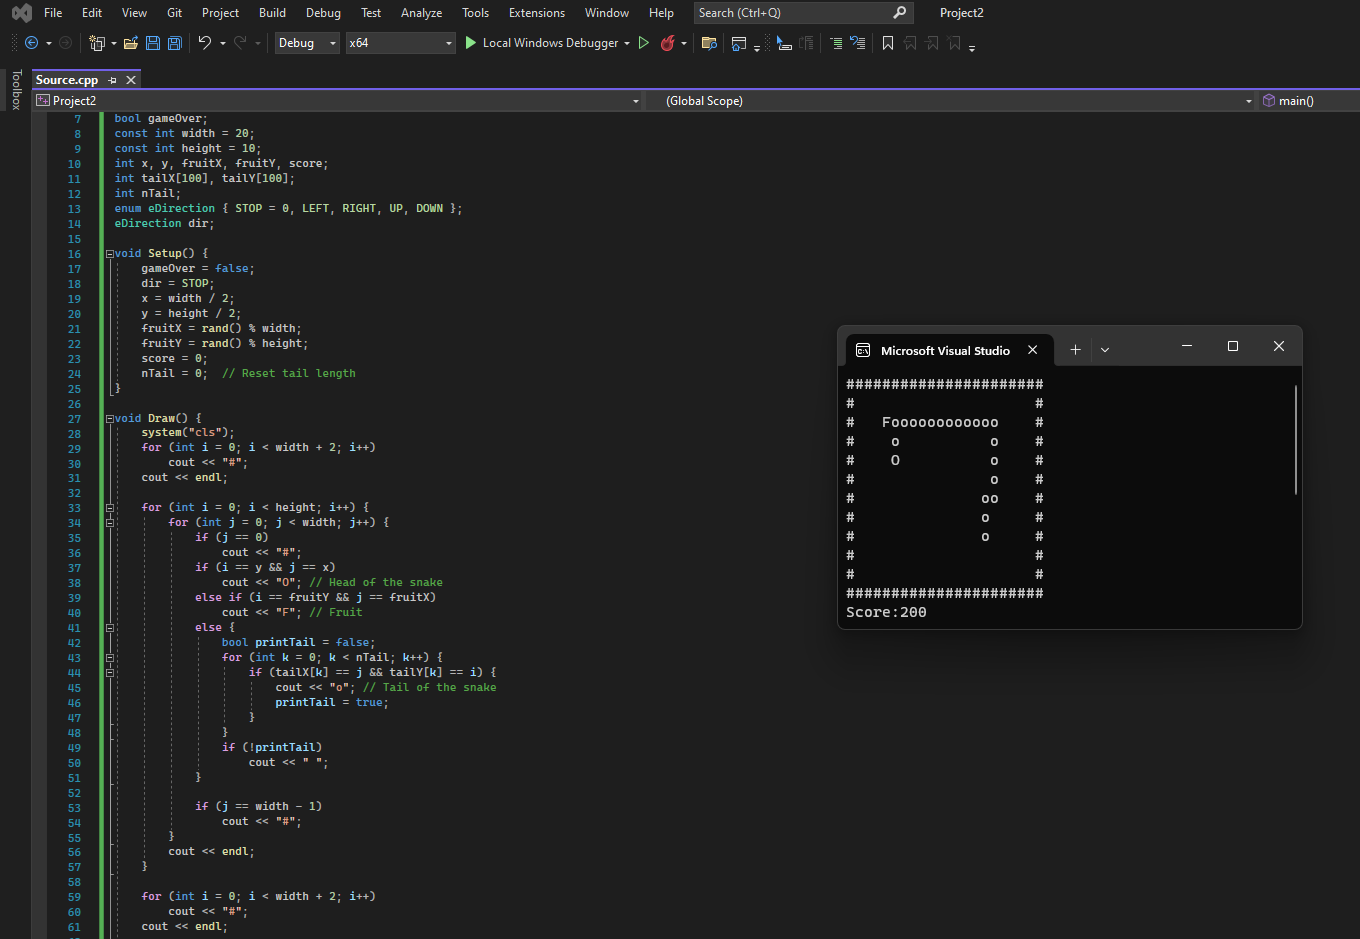 File Edit View Git Project Build Debug Test Analyze Tools Extensions Window Help Search (Ctrl+Q) Project2
Debug x64 Local Windows Debugger
Toolbox
Source.cpp
Project2 (Global Scope) main()
7 bool gameOver;
8 const int width = 20;
9 const int height = 10;
10 int x, y, fruitX, fruitY, score;
11 int tailX[100], tailY[100];
12 int nTail;
13 enum eDirection { STOP = 0, LEFT, RIGHT, UP, DOWN };
14 eDirection dir;
15
16 void Setup() {
17     gameOver = false;
18     dir = STOP;
19     x = width / 2;
20     y = height / 2;
21     fruitX = rand() % width;
22     fruitY = rand() % height;
23     score = 0;
24     nTail = 0;  // Reset tail length
25 }
26
27 void Draw() {
28     system("cls");
29     for (int i = 0; i < width + 2; i++)
30         cout << "#";
31     cout << endl;
32
33     for (int i = 0; i < height; i++) {
34         for (int j = 0; j < width; j++) {
35             if (j == 0)
36                 cout << "#";
37             if (i == y && j == x)
38                 cout << "O"; // Head of the snake
39             else if (i == fruitY && j == fruitX)
40                 cout << "F"; // Fruit
41             else {
42                 bool printTail = false;
43                 for (int k = 0; k < nTail; k++) {
44                     if (tailX[k] == j && tailY[k] == i) {
45                         cout << "o"; // Tail of the snake
46                         printTail = true;
47                     }
48                 }
49                 if (!printTail)
50                     cout << " ";
51             }
52
53             if (j == width - 1)
54                 cout << "#";
55         }
56         cout << endl;
57     }
58
59     for (int i = 0; i < width + 2; i++)
60         cout << "#";
61     cout << endl;
Microsoft Visual Studio
######################
#                    #
#   Foooooooooooo    #
#    o          o    #
#    O          o    #
#               o    #
#              oo    #
#              o     #
#              o     #
#                    #
#                    #
######################
Score:200